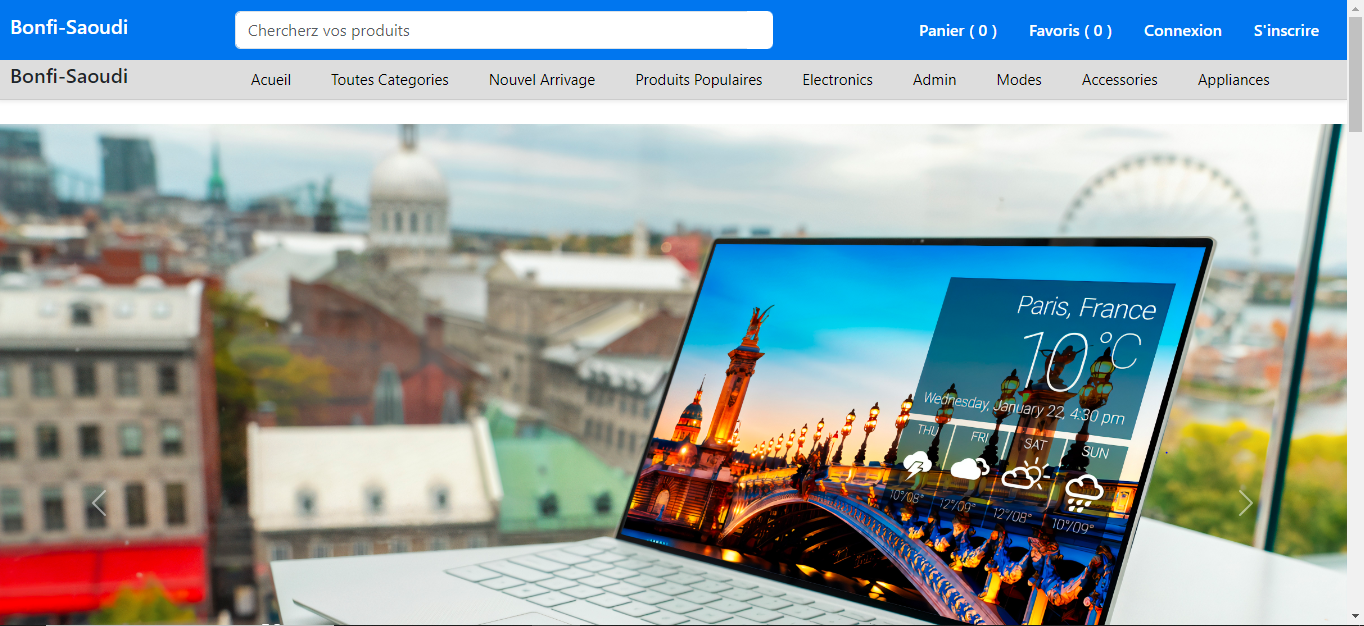 Bonfi-Saoudi
Chercherz vos produits
Panier ( 0 )
Favoris ( 0 )
Connexion
S'inscrire
Bonfi-Saoudi
Acueil
Toutes Categories
Nouvel Arrivage
Produits Populaires
Electronics
Admin
Modes
Accessories
Appliances
Paris, France
10°C
Wednesday, January 22, 4:30 pm
THU FRI SAT SUN
10°/08° 12°/09° 12°/08° 10°/09°